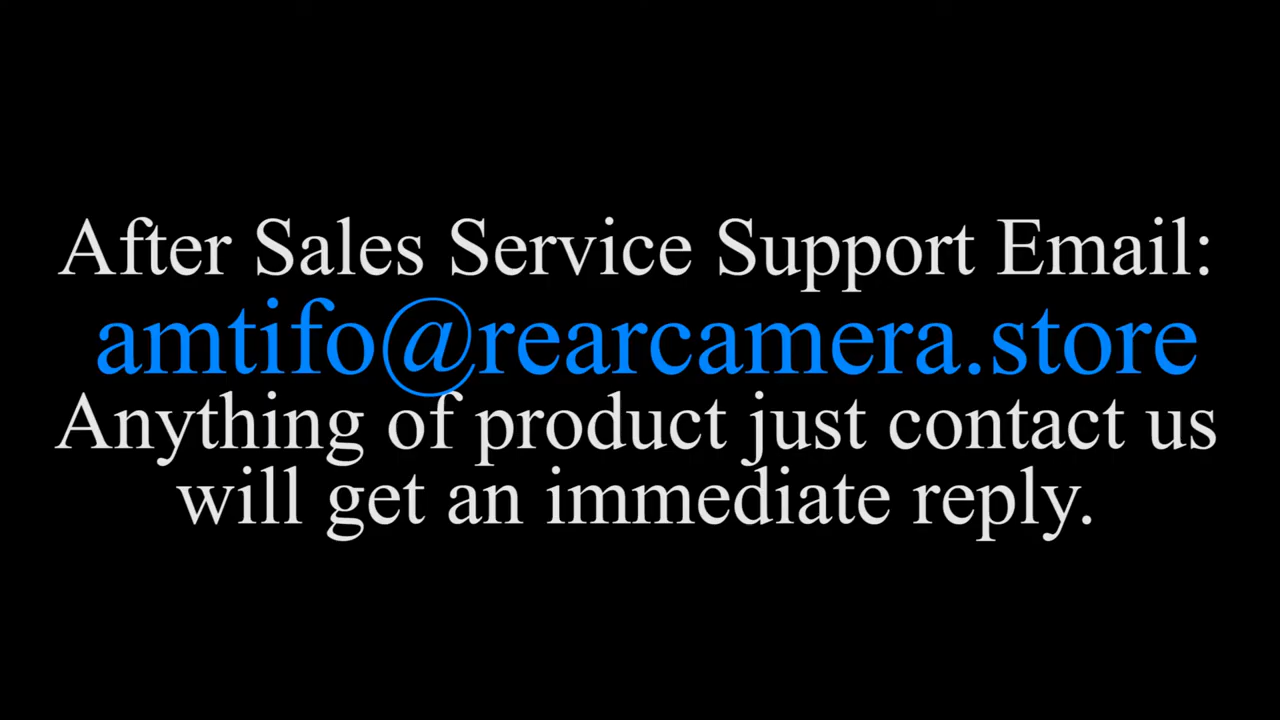 After Sales Service Support Email:
amtifo@rearcamera.store
Anything of product just contact us
will get an immediate reply.